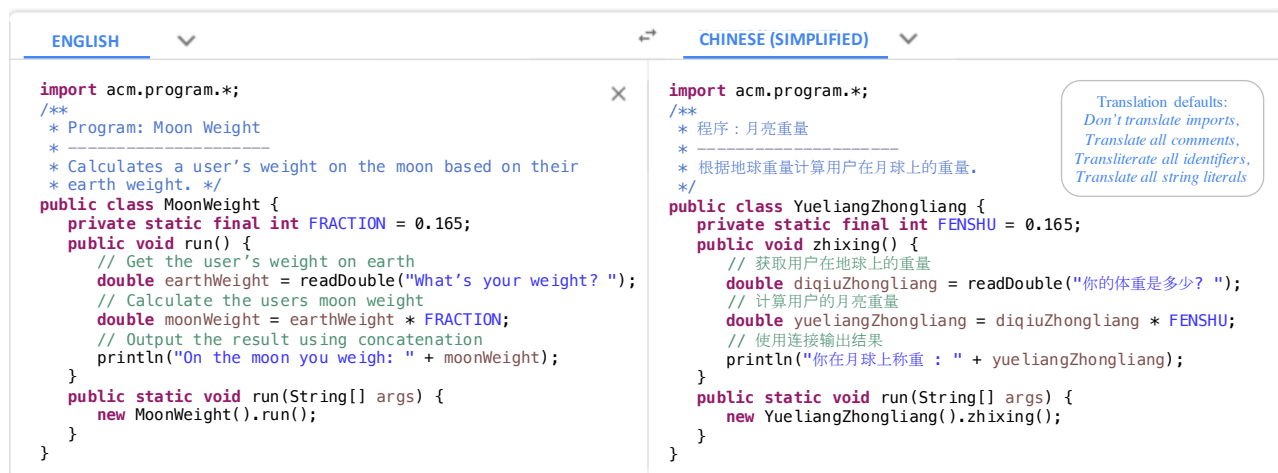 ENGLISH
CHINESE (SIMPLIFIED)
import acm.program.*;
/**
 * Program: Moon Weight
 * ---------------------
 * Calculates a user’s weight on the moon based on their
 * earth weight. */
public class MoonWeight {
   private static final int FRACTION = 0.165;
   public void run() {
      // Get the user’s weight on earth
      double earthWeight = readDouble("What’s your weight? ");
      // Calculate the users moon weight
      double moonWeight = earthWeight * FRACTION;
      // Output the result using concatenation
      println("On the moon you weigh: " + moonWeight);
   }
   public static void run(String[] args) {
      new MoonWeight().run();
   }
}
import acm.program.*;
/**
 * 程序：月亮重量
 * ---------------------
 * 根据地球重量计算用户在月球上的重量.
 */
public class YueliangZhongliang {
   private static final int FENSHU = 0.165;
   public void zhixing() {
      // 获取用户在地球上的重量
      double diqiuZhongliang = readDouble("你的体重是多少? ");
      // 计算用户的月亮重量
      double yueliangZhongliang = diqiuZhongliang * FENSHU;
      // 使用连接输出结果
      println("你在月球上称重 : " + yueliangZhongliang);
   }
   public static void run(String[] args) {
      new YueliangZhongliang().zhixing();
   }
}
Translation defaults:
Don’t translate imports,
Translate all comments,
Transliterate all identifiers,
Translate all string literals